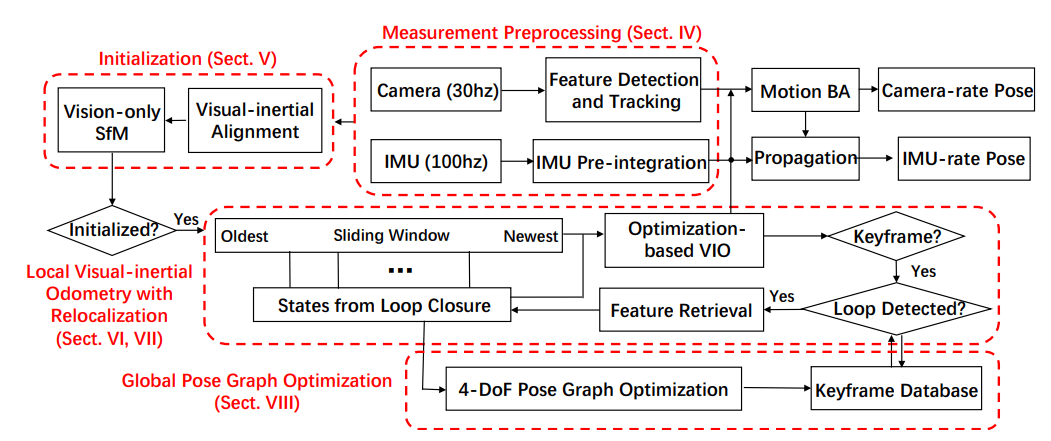 Measurement Preprocessing (Sect. IV)
Initialization (Sect. V)
Camera (30hz)
Feature Detection
and Tracking
Motion BA
Camera-rate Pose
Vision-only
SfM
Visual-inertial
Alignment
IMU (100hz)
IMU Pre-integration
Propagation
IMU-rate Pose
Initialized?
Yes
Oldest
Sliding Window
Newest
Optimization-
based VIO
Keyframe?
...
Yes
Local Visual-inertial
Odometry with
Relocalization
(Sect. VI, VII)
States from Loop Closure
Feature Retrieval
Yes
Loop Detected?
Global Pose Graph Optimization
(Sect. VIII)
4-DoF Pose Graph Optimization
Keyframe Database